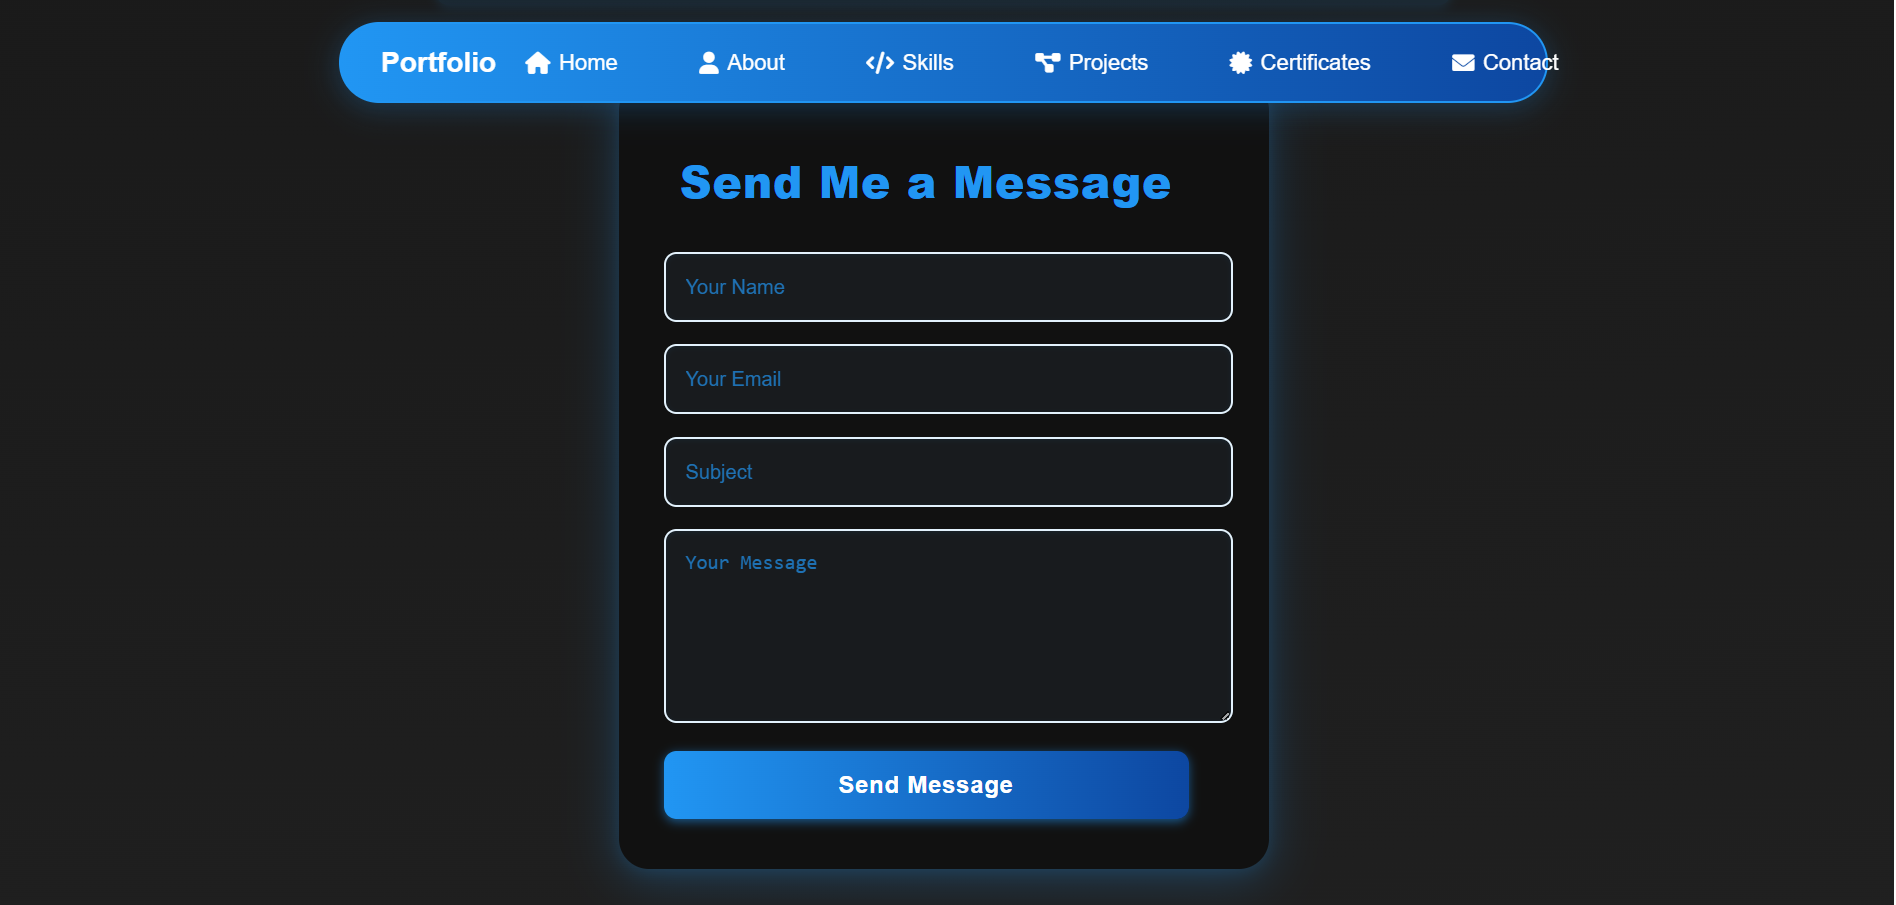 Portfolio Home About Skills Projects Certificates Contact
Send Me a Message
Your Name
Your Email
Subject
Your Message
Send Message